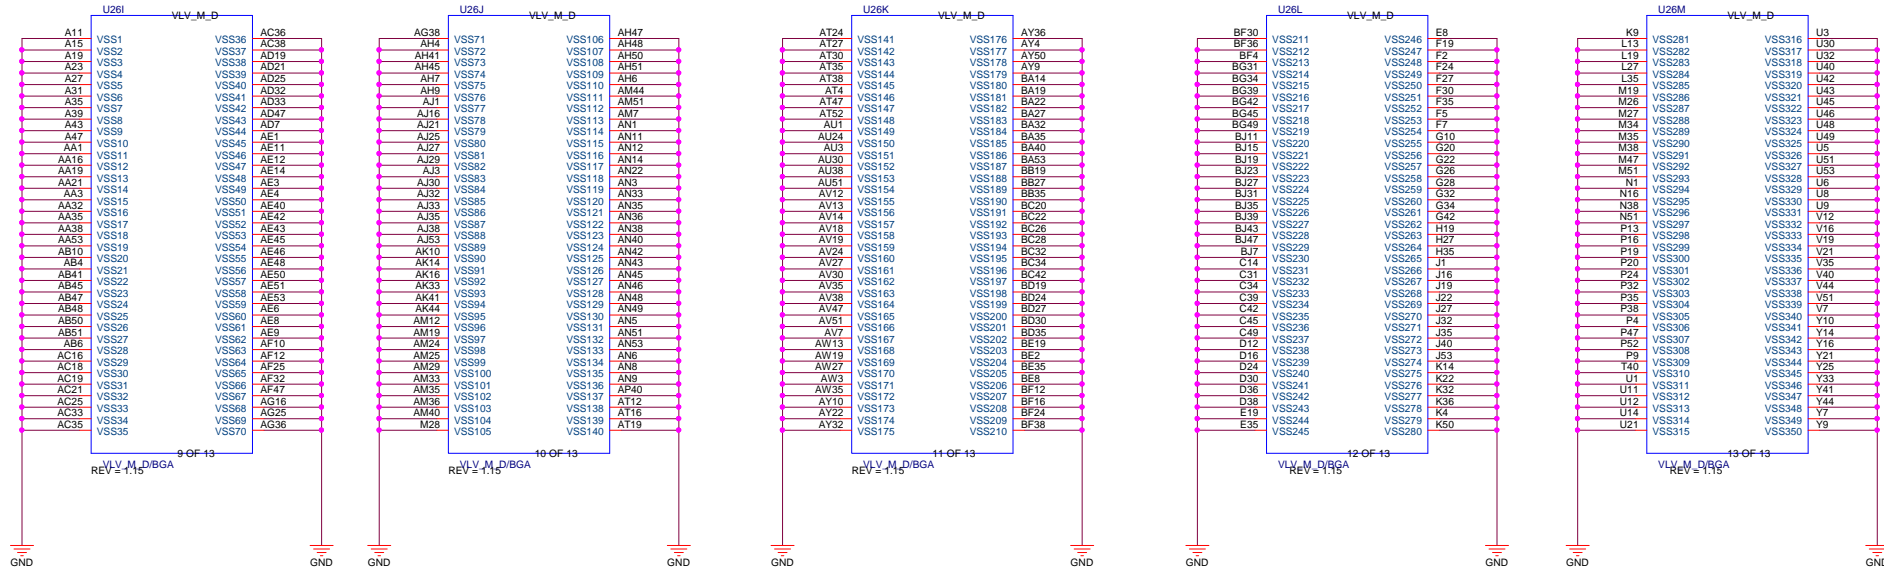 U26I
VLV_M_D
A11 VSS1 VSS36 AC36
A15 VSS2 VSS37 AC38
A19 VSS3 VSS38 AD19
A23 VSS4 VSS39 AD21
A27 VSS5 VSS40 AD25
A31 VSS6 VSS41 AD32
A35 VSS7 VSS42 AD33
A39 VSS8 VSS43 AD47
A43 VSS9 VSS44 AD7
A47 VSS10 VSS45 AE1
AA1 VSS11 VSS46 AE11
AA16 VSS12 VSS47 AE12
AA19 VSS13 VSS48 AE14
AA21 VSS14 VSS49 AE3
AA3 VSS15 VSS50 AE4
AA32 VSS16 VSS51 AE40
AA35 VSS17 VSS52 AE42
AA38 VSS18 VSS53 AE43
AA53 VSS19 VSS54 AE45
AB10 VSS20 VSS55 AE46
AB4 VSS21 VSS56 AE48
AB41 VSS22 VSS57 AE50
AB45 VSS23 VSS58 AE51
AB47 VSS24 VSS59 AE53
AB48 VSS25 VSS60 AE6
AB50 VSS26 VSS61 AE8
AB51 VSS27 VSS62 AE9
AB6 VSS28 VSS63 AF10
AC16 VSS29 VSS64 AF12
AC18 VSS30 VSS65 AF25
AC19 VSS31 VSS66 AF32
AC21 VSS32 VSS67 AF47
AC25 VSS33 VSS68 AG16
AC33 VSS34 VSS69 AG25
AC35 VSS35 VSS70 AG36
9 OF 13
VLV_M_D/BGA
REV = 1.15
GND GND
U26J
VLV_M_D
AG38 VSS71 VSS106 AH47
AH4 VSS72 VSS107 AH48
AH41 VSS73 VSS108 AH50
AH45 VSS74 VSS109 AH51
AH7 VSS75 VSS110 AH6
AH9 VSS76 VSS111 AM44
AJ1 VSS77 VSS112 AM51
AJ16 VSS78 VSS113 AM7
AJ21 VSS79 VSS114 AN1
AJ25 VSS80 VSS115 AN11
AJ27 VSS81 VSS116 AN12
AJ29 VSS82 VSS117 AN14
AJ3 VSS83 VSS118 AN22
AJ30 VSS84 VSS119 AN3
AJ32 VSS85 VSS120 AN33
AJ33 VSS86 VSS121 AN35
AJ35 VSS87 VSS122 AN36
AJ38 VSS88 VSS123 AN38
AJ53 VSS89 VSS124 AN40
AK10 VSS90 VSS125 AN42
AK14 VSS91 VSS126 AN43
AK16 VSS92 VSS127 AN45
AK33 VSS93 VSS128 AN46
AK41 VSS94 VSS129 AN48
AK44 VSS95 VSS130 AN49
AM12 VSS96 VSS131 AN5
AM19 VSS97 VSS132 AN51
AM24 VSS98 VSS133 AN53
AM25 VSS99 VSS134 AN6
AM29 VSS100 VSS135 AN8
AM33 VSS101 VSS136 AN9
AM35 VSS102 VSS137 AP40
AM36 VSS103 VSS138 AT12
AM40 VSS104 VSS139 AT16
M28 VSS105 VSS140 AT19
10 OF 13
VLV_M_D/BGA
REV = 1.15
GND GND
U26K
VLV_M_D
AT24 VSS141 VSS176 AY36
AT27 VSS142 VSS177 AY4
AT30 VSS143 VSS178 AY50
AT35 VSS144 VSS179 AY9
AT38 VSS145 VSS180 BA14
AT4 VSS146 VSS181 BA19
AT47 VSS147 VSS182 BA22
AT52 VSS148 VSS183 BA27
AU1 VSS149 VSS184 BA32
AU24 VSS150 VSS185 BA35
AU3 VSS151 VSS186 BA40
AU30 VSS152 VSS187 BA53
AU38 VSS153 VSS188 BB19
AU51 VSS154 VSS189 BB27
AV12 VSS155 VSS190 BB35
AV13 VSS156 VSS191 BC20
AV14 VSS157 VSS192 BC22
AV18 VSS158 VSS193 BC26
AV19 VSS159 VSS194 BC28
AV24 VSS160 VSS195 BC32
AV27 VSS161 VSS196 BC34
AV30 VSS162 VSS197 BC42
AV35 VSS163 VSS198 BD19
AV38 VSS164 VSS199 BD24
AV47 VSS165 VSS200 BD27
AV51 VSS166 VSS201 BD30
AV7 VSS167 VSS202 BD35
AW13 VSS168 VSS203 BE19
AW19 VSS169 VSS204 BE2
AW27 VSS170 VSS205 BE35
AW3 VSS171 VSS206 BE8
AW35 VSS172 VSS207 BF12
AY10 VSS173 VSS208 BF16
AY22 VSS174 VSS209 BF24
AY32 VSS175 VSS210 BF38
11 OF 13
VLV_M_D/BGA
REV = 1.15
GND GND
U26L
VLV_M_D
BF30 VSS211 VSS246 E8
BF36 VSS212 VSS247 F19
BF4 VSS213 VSS248 F2
BG31 VSS214 VSS249 F24
BG34 VSS215 VSS250 F27
BG39 VSS216 VSS251 F30
BG42 VSS217 VSS252 F35
BG45 VSS218 VSS253 F5
BG49 VSS219 VSS254 F7
BJ11 VSS220 VSS255 G10
BJ15 VSS221 VSS256 G20
BJ19 VSS222 VSS257 G22
BJ23 VSS223 VSS258 G26
BJ27 VSS224 VSS259 G28
BJ31 VSS225 VSS260 G32
BJ35 VSS226 VSS261 G34
BJ39 VSS227 VSS262 G42
BJ43 VSS228 VSS263 H19
BJ47 VSS229 VSS264 H27
BJ7 VSS230 VSS265 H35
C14 VSS231 VSS266 J1
C31 VSS232 VSS267 J16
C34 VSS233 VSS268 J19
C39 VSS234 VSS269 J22
C42 VSS235 VSS270 J27
C45 VSS236 VSS271 J32
C49 VSS237 VSS272 J35
D12 VSS238 VSS273 J40
D16 VSS239 VSS274 J53
D24 VSS240 VSS275 K14
D30 VSS241 VSS276 K22
D36 VSS242 VSS277 K32
D38 VSS243 VSS278 K36
E19 VSS244 VSS279 K4
E35 VSS245 VSS280 K50
12 OF 13
VLV_M_D/BGA
REV = 1.15
GND GND
U26M
VLV_M_D
K9 VSS281 VSS316 U3
L13 VSS282 VSS317 U30
L19 VSS283 VSS318 U32
L27 VSS284 VSS319 U40
L35 VSS285 VSS320 U42
M19 VSS286 VSS321 U43
M26 VSS287 VSS322 U45
M27 VSS288 VSS323 U46
M34 VSS289 VSS324 U48
M35 VSS290 VSS325 U49
M38 VSS291 VSS326 U5
M47 VSS292 VSS327 U51
M51 VSS293 VSS328 U53
N1 VSS294 VSS329 U6
N16 VSS295 VSS330 U8
N38 VSS296 VSS331 U9
N51 VSS297 VSS332 V12
P13 VSS298 VSS333 V16
P16 VSS299 VSS334 V19
P19 VSS300 VSS335 V21
P20 VSS301 VSS336 V35
P24 VSS302 VSS337 V40
P32 VSS303 VSS338 V44
P35 VSS304 VSS339 V51
P38 VSS305 VSS340 V7
P4 VSS306 VSS341 Y10
P47 VSS307 VSS342 Y14
P52 VSS308 VSS343 Y16
P9 VSS309 VSS344 Y21
T40 VSS310 VSS345 Y25
U1 VSS311 VSS346 Y33
U11 VSS312 VSS347 Y41
U12 VSS313 VSS348 Y44
U14 VSS314 VSS349 Y7
U21 VSS315 VSS350 Y9
13 OF 13
VLV_M_D/BGA
REV = 1.15
GND GND